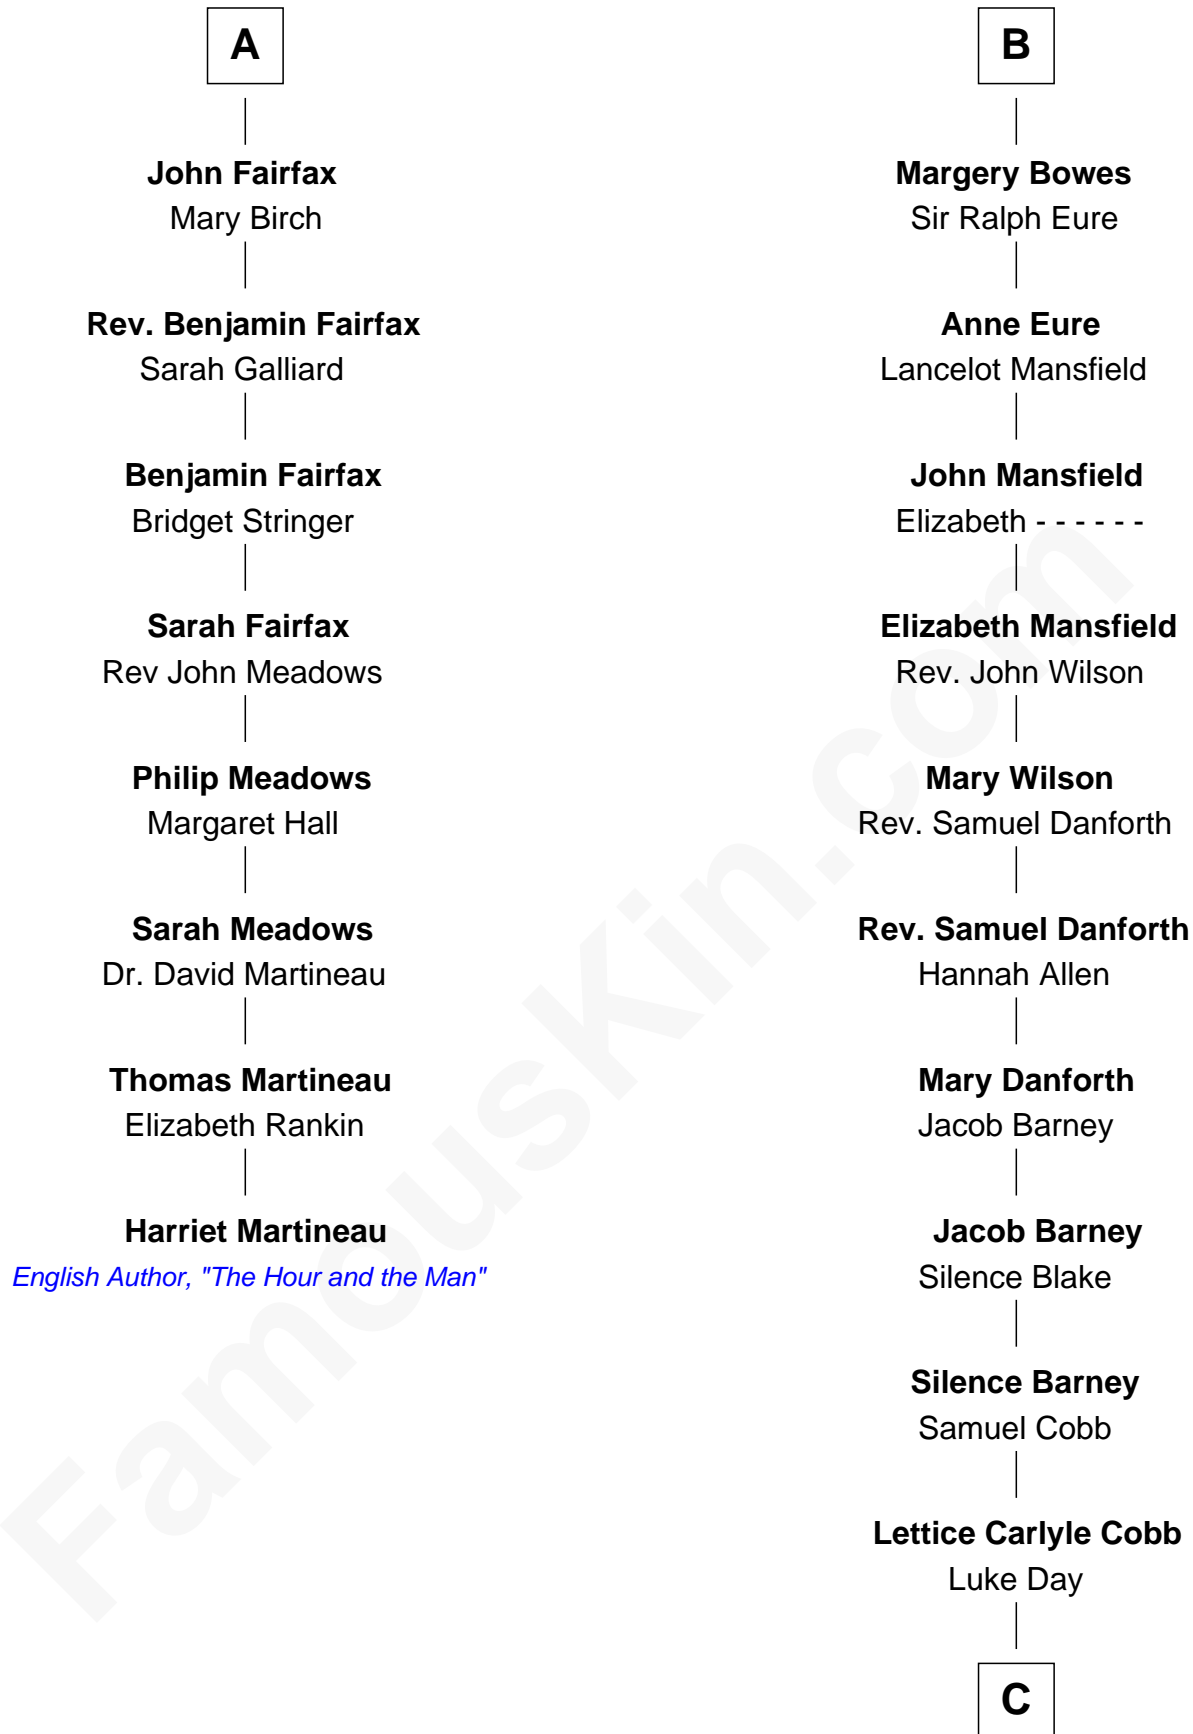 A
John Fairfax
Mary Birch
Rev. Benjamin Fairfax
Sarah Galliard
Benjamin Fairfax
Bridget Stringer
Sarah Fairfax
Rev John Meadows
Philip Meadows
Margaret Hall
Sarah Meadows
Dr. David Martineau
Thomas Martineau
Elizabeth Rankin
Harriet Martineau
English Author, "The Hour and the Man"
B
Margery Bowes
Sir Ralph Eure
Anne Eure
Lancelot Mansfield
John Mansfield
Elizabeth - - - - - -
Elizabeth Mansfield
Rev. John Wilson
Mary Wilson
Rev. Samuel Danforth
Rev. Samuel Danforth
Hannah Allen
Mary Danforth
Jacob Barney
Jacob Barney
Silence Blake
Silence Barney
Samuel Cobb
Lettice Carlyle Cobb
Luke Day
C
FamousKin.com